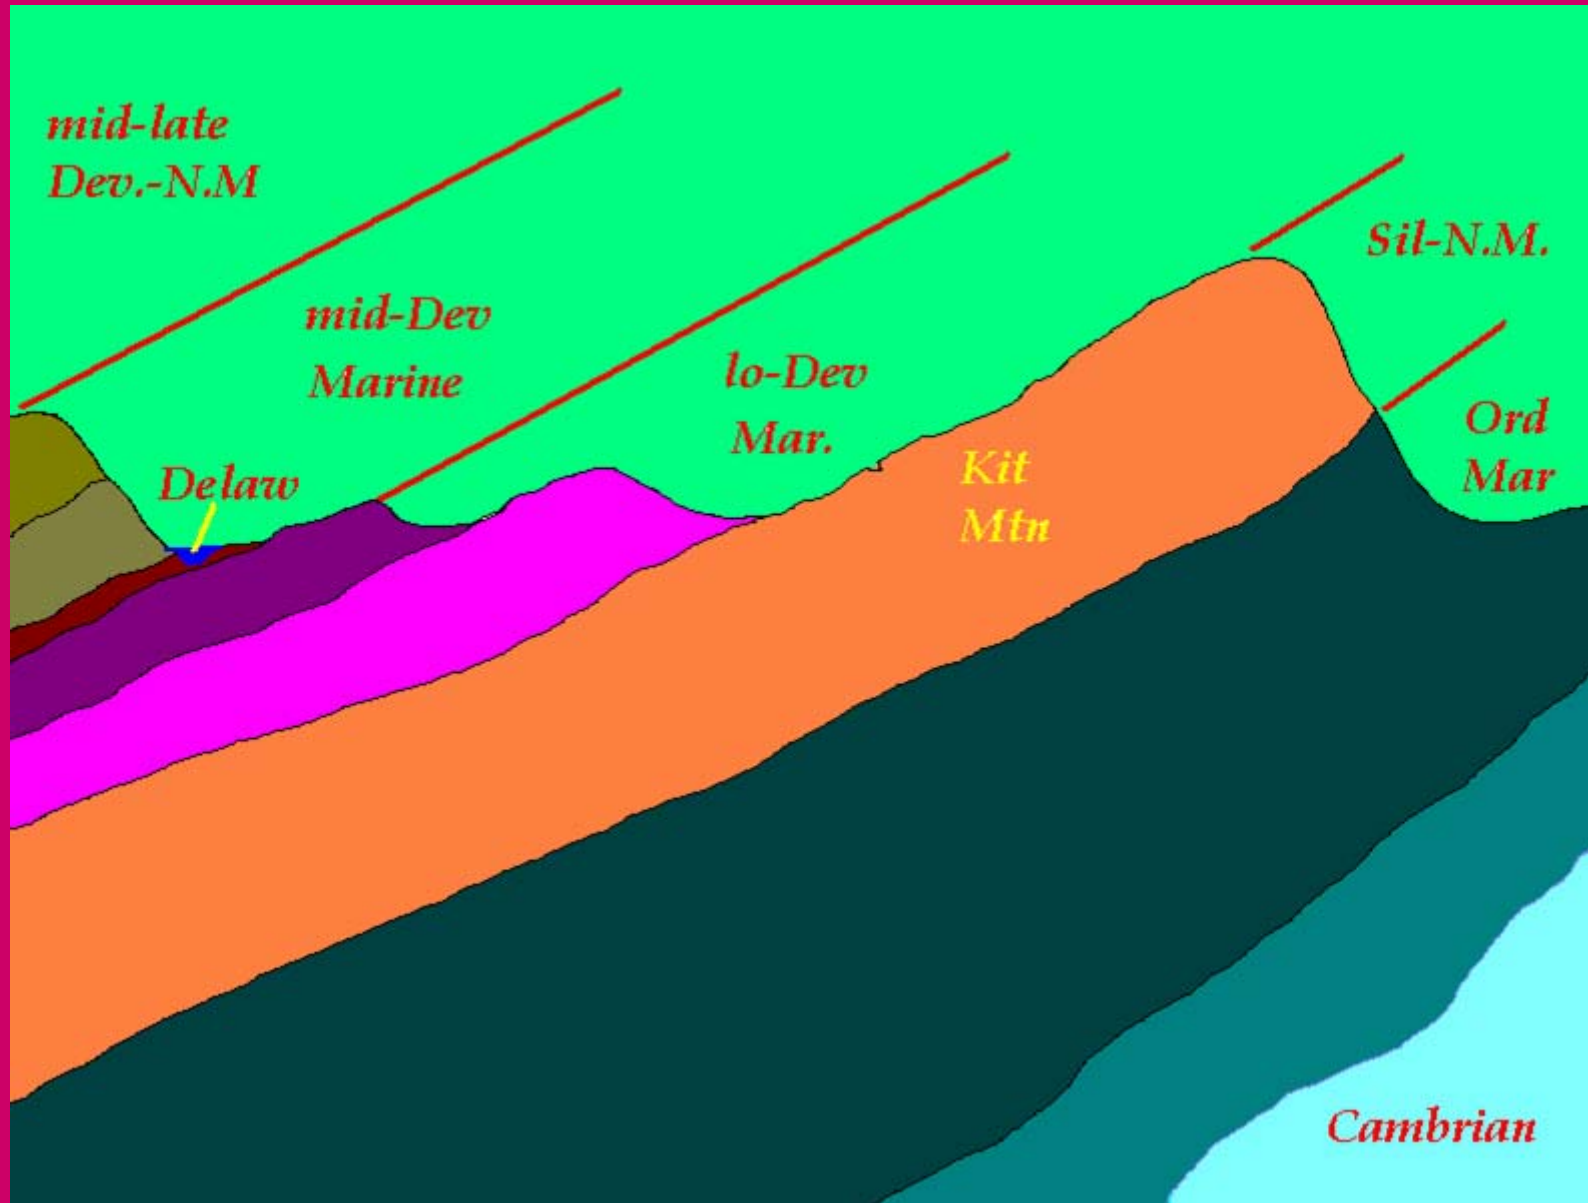 mid-late
Dev.-N.M
mid-Dev
Marine
Delaw
lo-Dev
Mar.
Kit
Mtn
Sil-N.M.
Ord
Mar
Cambrian